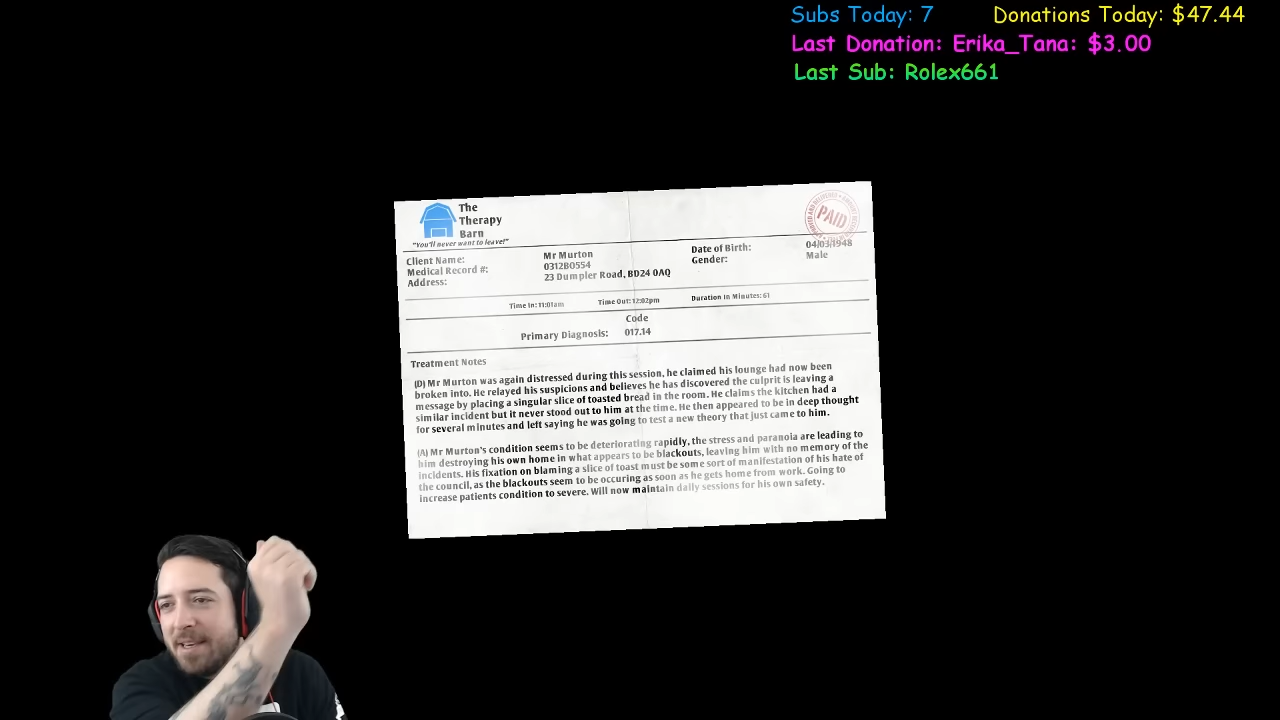 Subs Today: 7 Donations Today: $47.44
Last Donation: Erika_Tana: $3.00
Last Sub: Rolex661
The
Therapy
Barn
"You'll never want to leave!"
PAID
Client Name: Mr Murton
Medical Record #: 0312B0554
Address: 23 Dumpler Road, BD24 0AQ
Date of Birth: 04/03/1948
Gender: Male
Time In: 11:01am Time Out: 12:02pm Duration in Minutes: 61
Code
Primary Diagnosis: 017.14
Treatment Notes
(D) Mr Murton was again distressed during this session, he claimed his lounge had now been
broken into. He relayed his suspicions and believes he has discovered the culprit is leaving a
message by placing a singular slice of toasted bread in the room. He claims the kitchen had a
similar incident but it never stood out to him at the time. He then appeared to be in deep thought
for several minutes and left saying he was going to test a new theory that just came to him.
(A) Mr Murton's condition seems to be deteriorating rapidly, the stress and paranoia are leading to
him destroying his own home in what appears to be blackouts, leaving him with no memory of the
incidents. His fixation on blaming a slice of toast must be some sort of manifestation of his hate of
the council, as the blackouts seem to be occuring as soon as he gets home from work. Going to
increase patients condition to severe. Will now maintain daily sessions for his own safety.